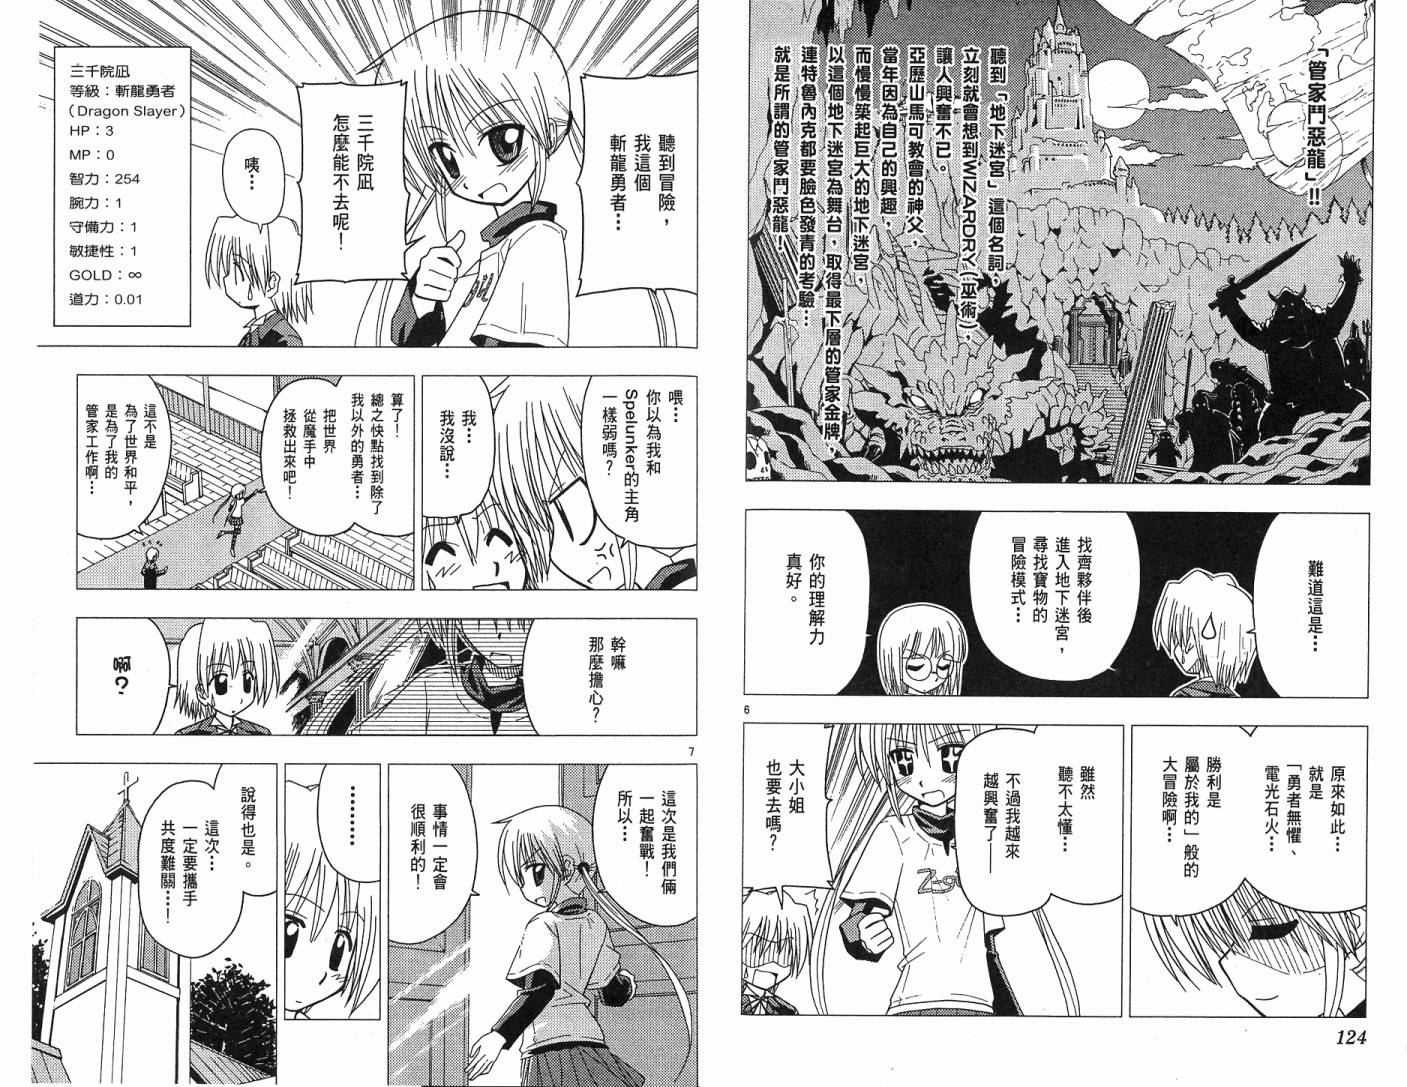 「管家鬥惡龍」!!
聽到「地下迷宮」這個名詞，
立刻就會想到WIZARDRY(巫術)，
讓人興奮不已。
亞歷山馬可教會的神父，
當年因為自己的興趣，
而慢慢築起巨大的地下迷宮，
以這個地下迷宮為舞台，取得最下層的管家金牌，
連特魯內克都要臉色發青的考驗…
就是所謂的管家鬥惡龍！
難道這是…
找齊夥伴後
進入地下迷宮，
尋找寶物的
冒險模式…
你的理解力
真好。
6
原來如此…
就是
「勇者無懼、
電光石火…
勝利是
屬於我的」般的
大冒險啊…
雖然
聽不太懂…
不過我越來
越興奮了—
大小姐
也要去嗎？
124
聽到冒險，
我這個
斬龍勇者…
三千院凪
怎麼能不去呢！
咦…
三千院凪
等級：斬龍勇者
(Dragon Slayer)
HP：3
MP：0
智力：254
腕力：1
守備力：1
敏捷性：1
GOLD：∞
道力：0.01
喂…
你以為我和
Spelunker的主角
一樣弱嗎？
我…
我沒說…
算了！
總之快點找到除了
我以外的勇者…
把世界
從魔手中
拯救出來吧！
這不是
為了世界和平，
是為了我的
管家工作啊…
幹嘛
那麼擔心？
7
這次是我們倆
一起奮戰！
所以…
事情一定會
很順利的！
………
說得也是。
這次…
一定要攜手
共度難關…！